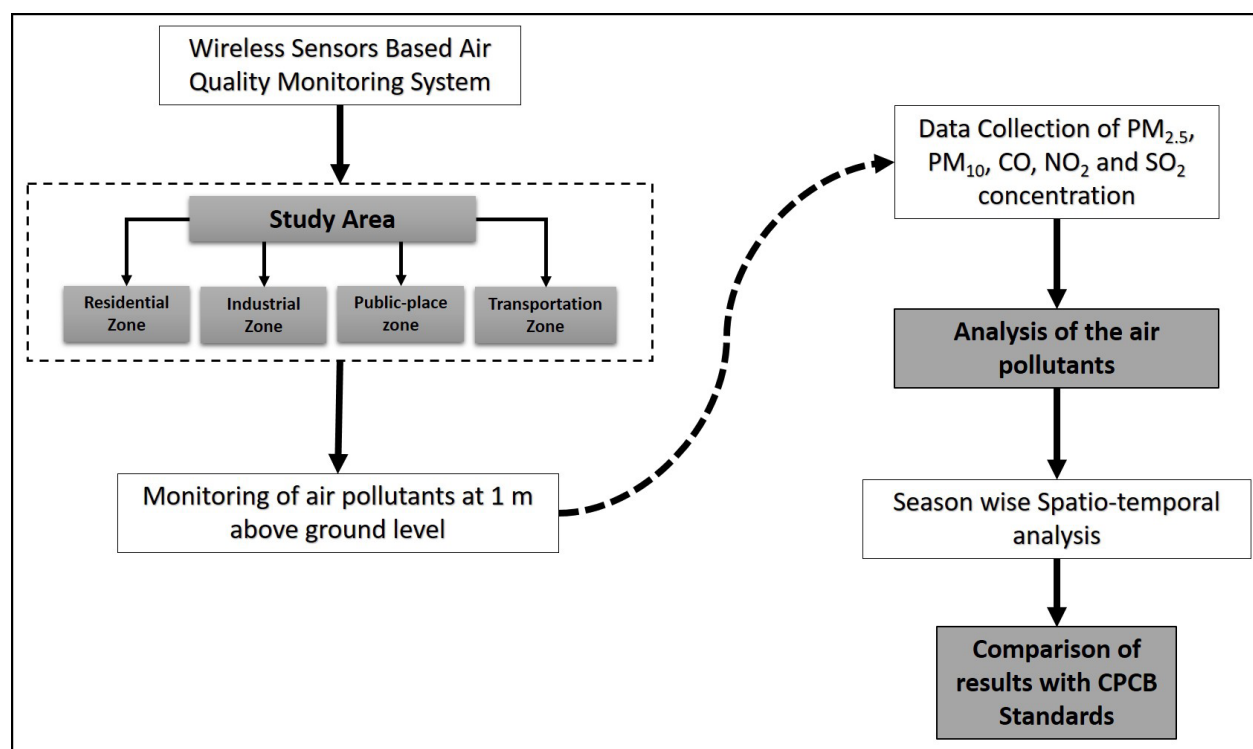 Wireless Sensors Based Air
Quality Monitoring System
Study Area
Residential
Zone
Industrial
Zone
Public-place
zone
Transportation
Zone
Monitoring of air pollutants at 1 m
above ground level
Data Collection of PM2.5,
PM10, CO, NO2 and SO2
concentration
Analysis of the air
pollutants
Season wise Spatio-temporal
analysis
Comparison of
results with CPCB
Standards